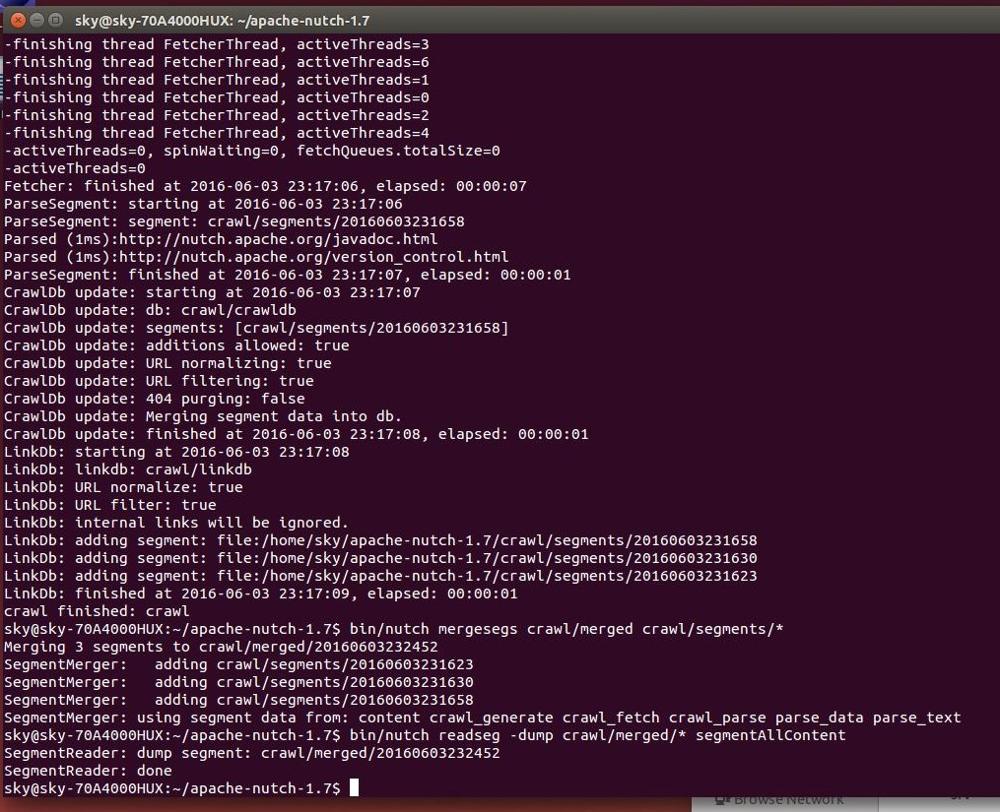 sky@sky-70A4000HUX: ~/apache-nutch-1.7
-finishing thread FetcherThread, activeThreads=3
-finishing thread FetcherThread, activeThreads=6
-finishing thread FetcherThread, activeThreads=1
-finishing thread FetcherThread, activeThreads=0
-finishing thread FetcherThread, activeThreads=2
-finishing thread FetcherThread, activeThreads=4
-activeThreads=0, spinWaiting=0, fetchQueues.totalSize=0
-activeThreads=0
Fetcher: finished at 2016-06-03 23:17:06, elapsed: 00:00:07
ParseSegment: starting at 2016-06-03 23:17:06
ParseSegment: segment: crawl/segments/20160603231658
Parsed (1ms):http://nutch.apache.org/javadoc.html
Parsed (1ms):http://nutch.apache.org/version_control.html
ParseSegment: finished at 2016-06-03 23:17:07, elapsed: 00:00:01
CrawlDb update: starting at 2016-06-03 23:17:07
CrawlDb update: db: crawl/crawldb
CrawlDb update: segments: [crawl/segments/20160603231658]
CrawlDb update: additions allowed: true
CrawlDb update: URL normalizing: true
CrawlDb update: URL filtering: true
CrawlDb update: 404 purging: false
CrawlDb update: Merging segment data into db.
CrawlDb update: finished at 2016-06-03 23:17:08, elapsed: 00:00:01
LinkDb: starting at 2016-06-03 23:17:08
LinkDb: linkdb: crawl/linkdb
LinkDb: URL normalize: true
LinkDb: URL filter: true
LinkDb: internal links will be ignored.
LinkDb: adding segment: file:/home/sky/apache-nutch-1.7/crawl/segments/20160603231658
LinkDb: adding segment: file:/home/sky/apache-nutch-1.7/crawl/segments/20160603231630
LinkDb: adding segment: file:/home/sky/apache-nutch-1.7/crawl/segments/20160603231623
LinkDb: finished at 2016-06-03 23:17:09, elapsed: 00:00:01
crawl finished: crawl
sky@sky-70A4000HUX:~/apache-nutch-1.7$ bin/nutch mergesegs crawl/merged crawl/segments/*
Merging 3 segments to crawl/merged/20160603232452
SegmentMerger:   adding crawl/segments/20160603231623
SegmentMerger:   adding crawl/segments/20160603231630
SegmentMerger:   adding crawl/segments/20160603231658
SegmentMerger: using segment data from: content crawl_generate crawl_fetch crawl_parse parse_data parse_text
sky@sky-70A4000HUX:~/apache-nutch-1.7$ bin/nutch readseg -dump crawl/merged/* segmentAllContent
SegmentReader: dump segment: crawl/merged/20160603232452
SegmentReader: done
sky@sky-70A4000HUX:~/apache-nutch-1.7$
Browse Network